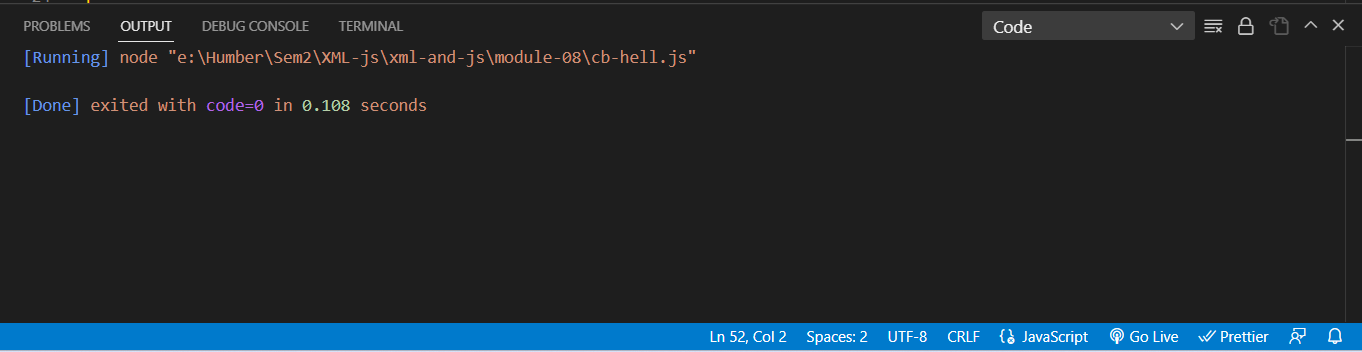 PROBLEMS OUTPUT DEBUG CONSOLE TERMINAL Code
[Running] node "e:\Humber\Sem2\XML-js\xml-and-js\module-08\cb-hell.js"
[Done] exited with code=0 in 0.108 seconds
Ln 52, Col 2 Spaces: 2 UTF-8 CRLF JavaScript Go Live Prettier